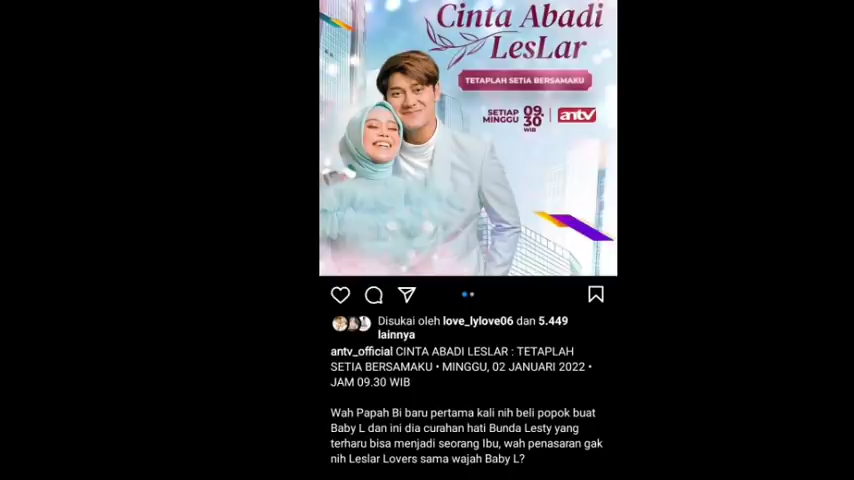 Cinta Abadi
LesLar
TETAPLAH SETIA BERSAMAKU
SETIAP
MINGGU
09.
30
WIB
antv
Disukai oleh love_lylove06 dan 5.449
lainnya
antv_official CINTA ABADI LESLAR : TETAPLAH
SETIA BERSAMAKU • MINGGU, 02 JANUARI 2022 •
JAM 09.30 WIB
Wah Papah Bi baru pertama kali nih beli popok buat
Baby L dan ini dia curahan hati Bunda Lesty yang
terharu bisa menjadi seorang Ibu, wah penasaran gak
nih Leslar Lovers sama wajah Baby L?